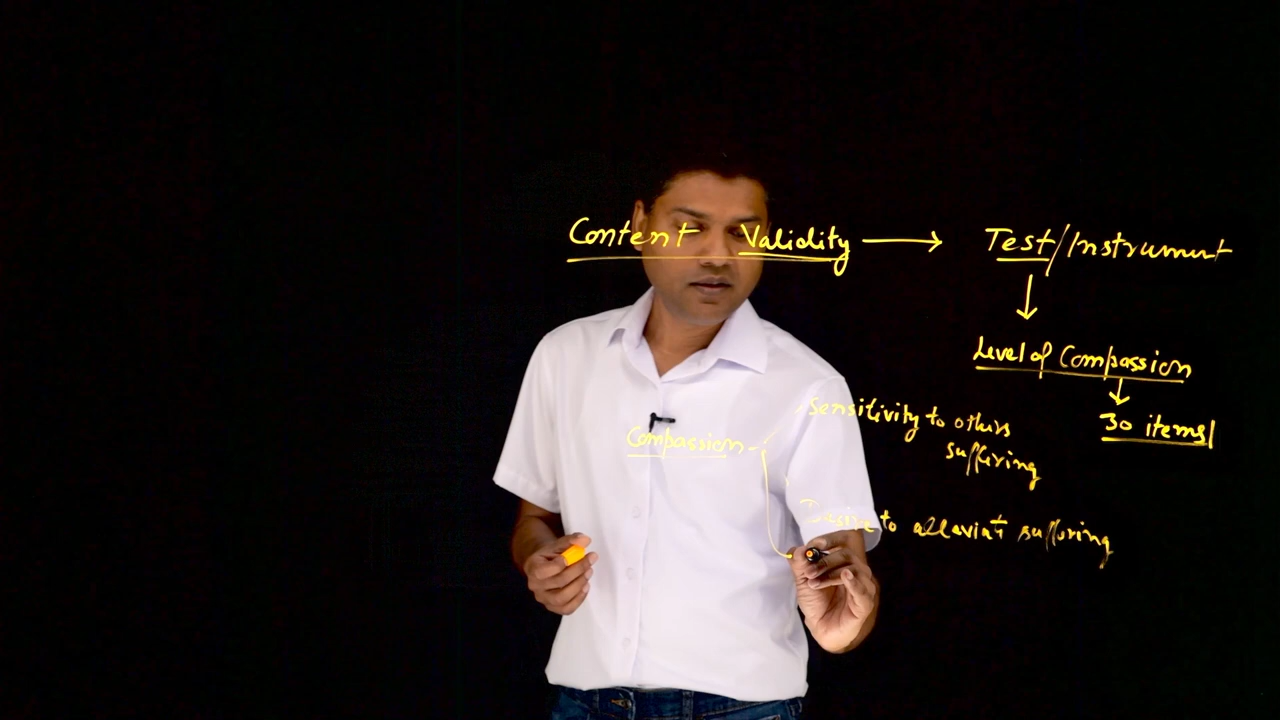 Content Validity → Test/Instrument
↓
Level of Compassion
↓
30 items
Compassion
Sensitivity to others
suffering
Desire to alleviate suffering